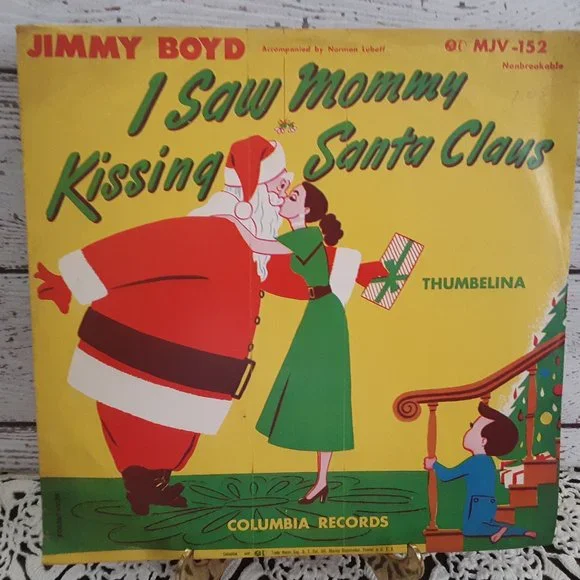 JIMMY BOYD
Accompanied by Norman Luboff
MJV-152
Nonbreakable
I Saw Mommy
Kissing Santa Claus
THUMBELINA
COLUMBIA RECORDS